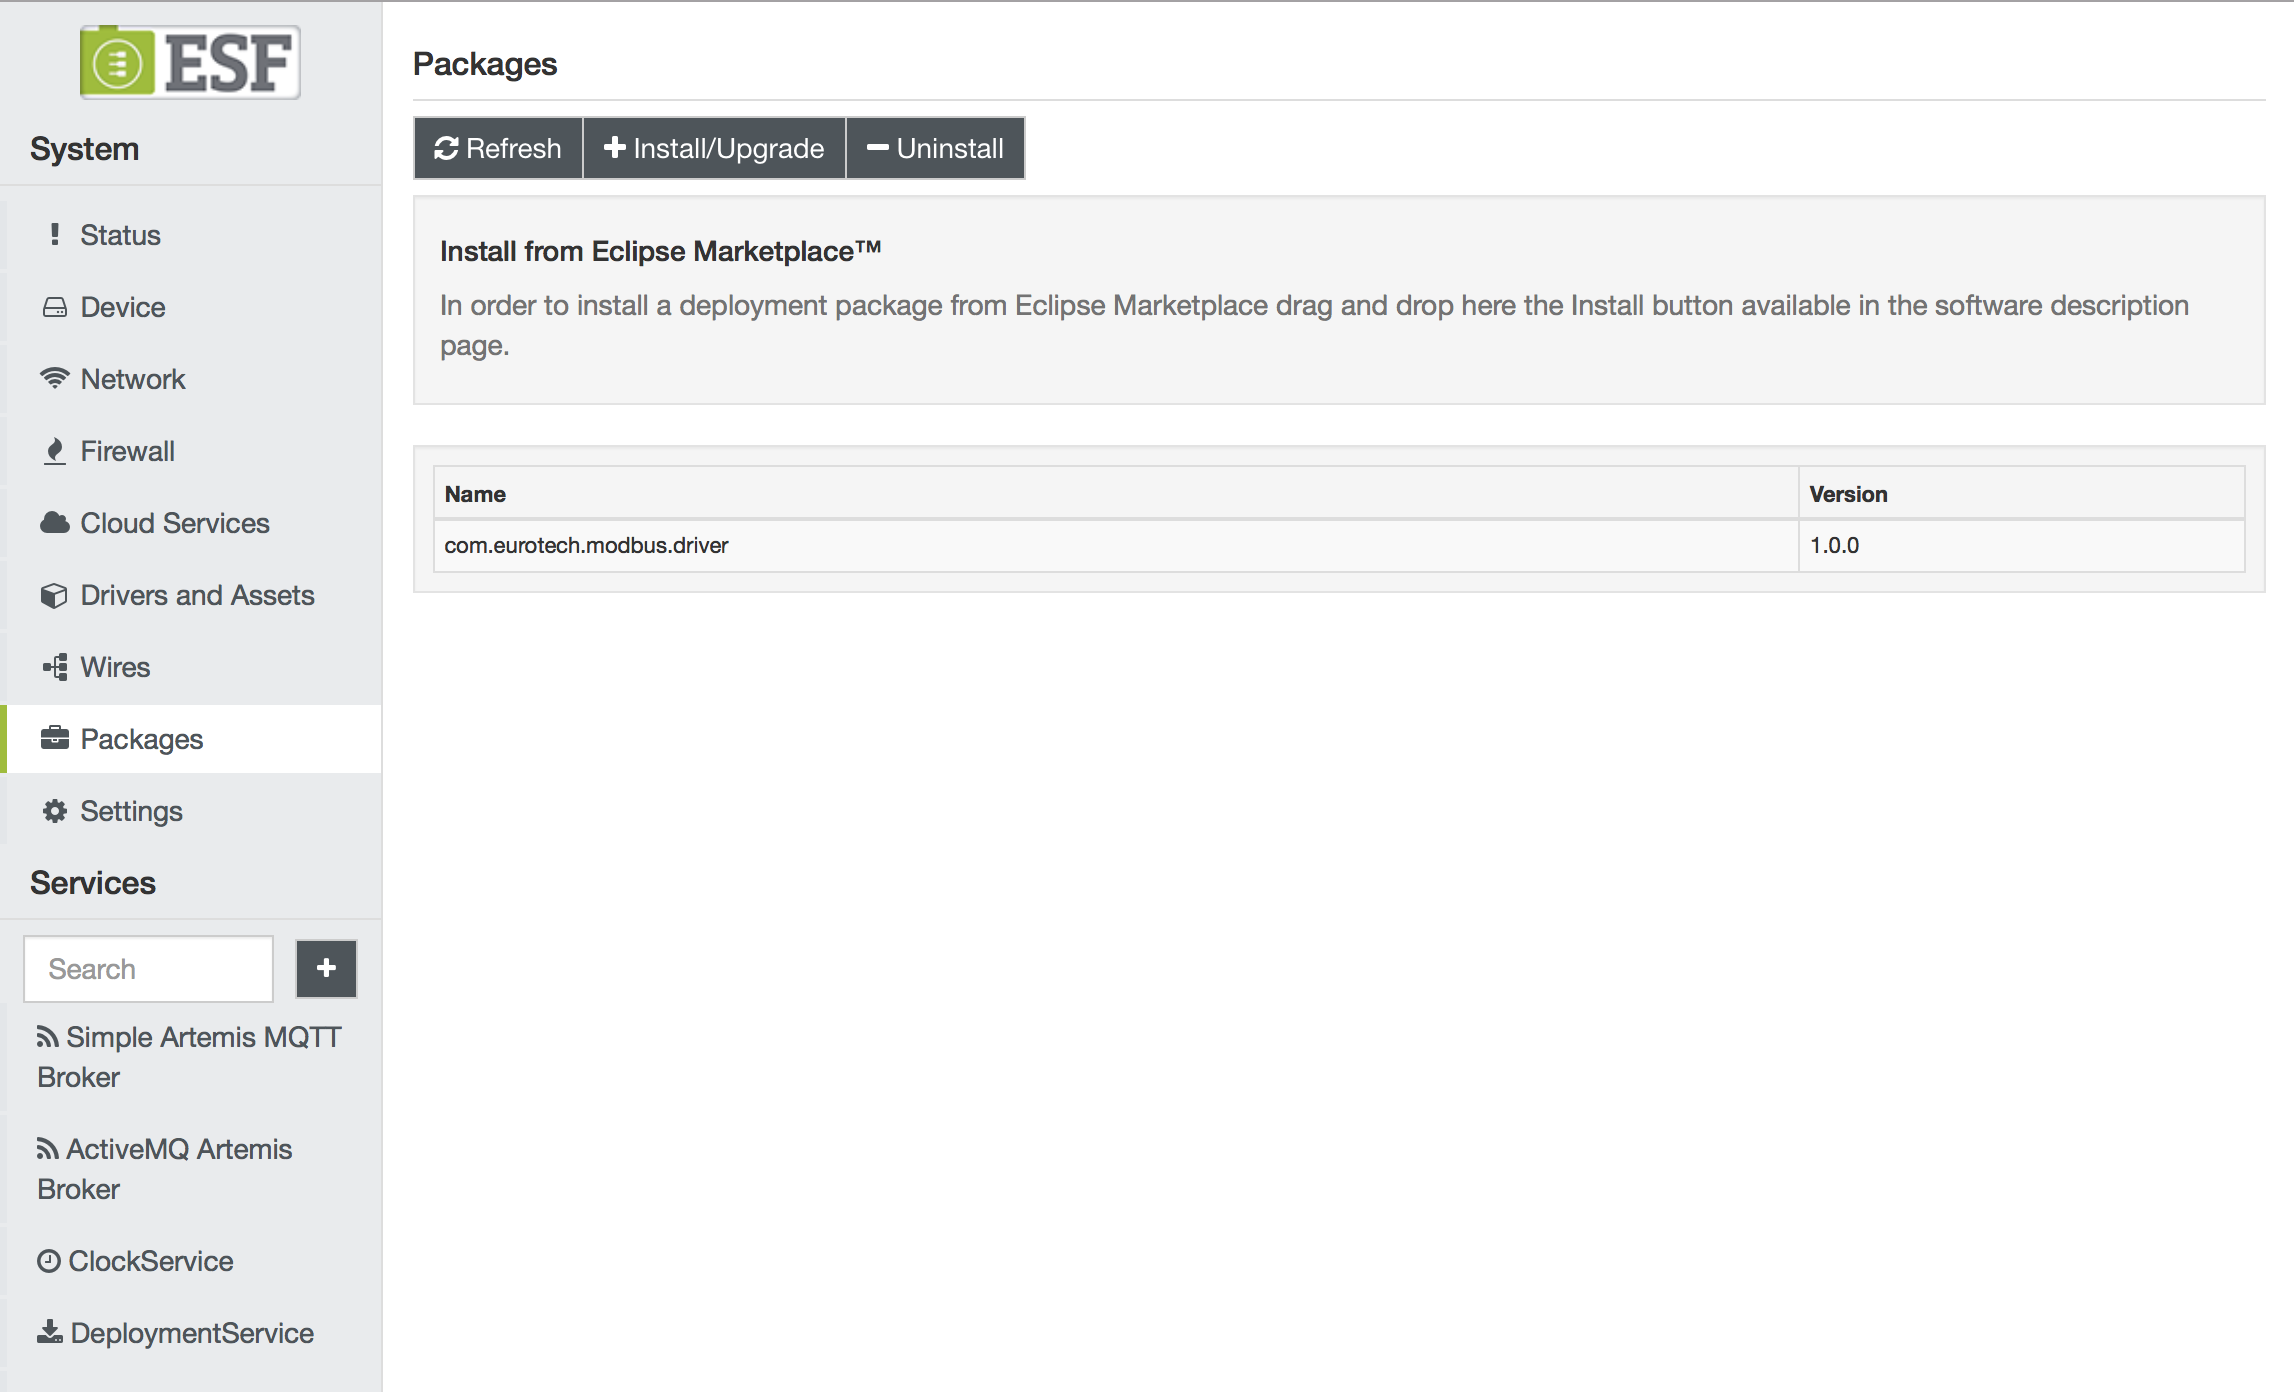 ESF
System
Status
Device
Network
Firewall
Cloud Services
Drivers and Assets
Wires
Packages
Settings
Services
Search
Simple Artemis MQTT
Broker
ActiveMQ Artemis
Broker
ClockService
DeploymentService
Packages
Refresh
Install/Upgrade
Uninstall
Install from Eclipse Marketplace™
In order to install a deployment package from Eclipse Marketplace drag and drop here the Install button available in the software description
page.
Name Version
com.eurotech.modbus.driver 1.0.0